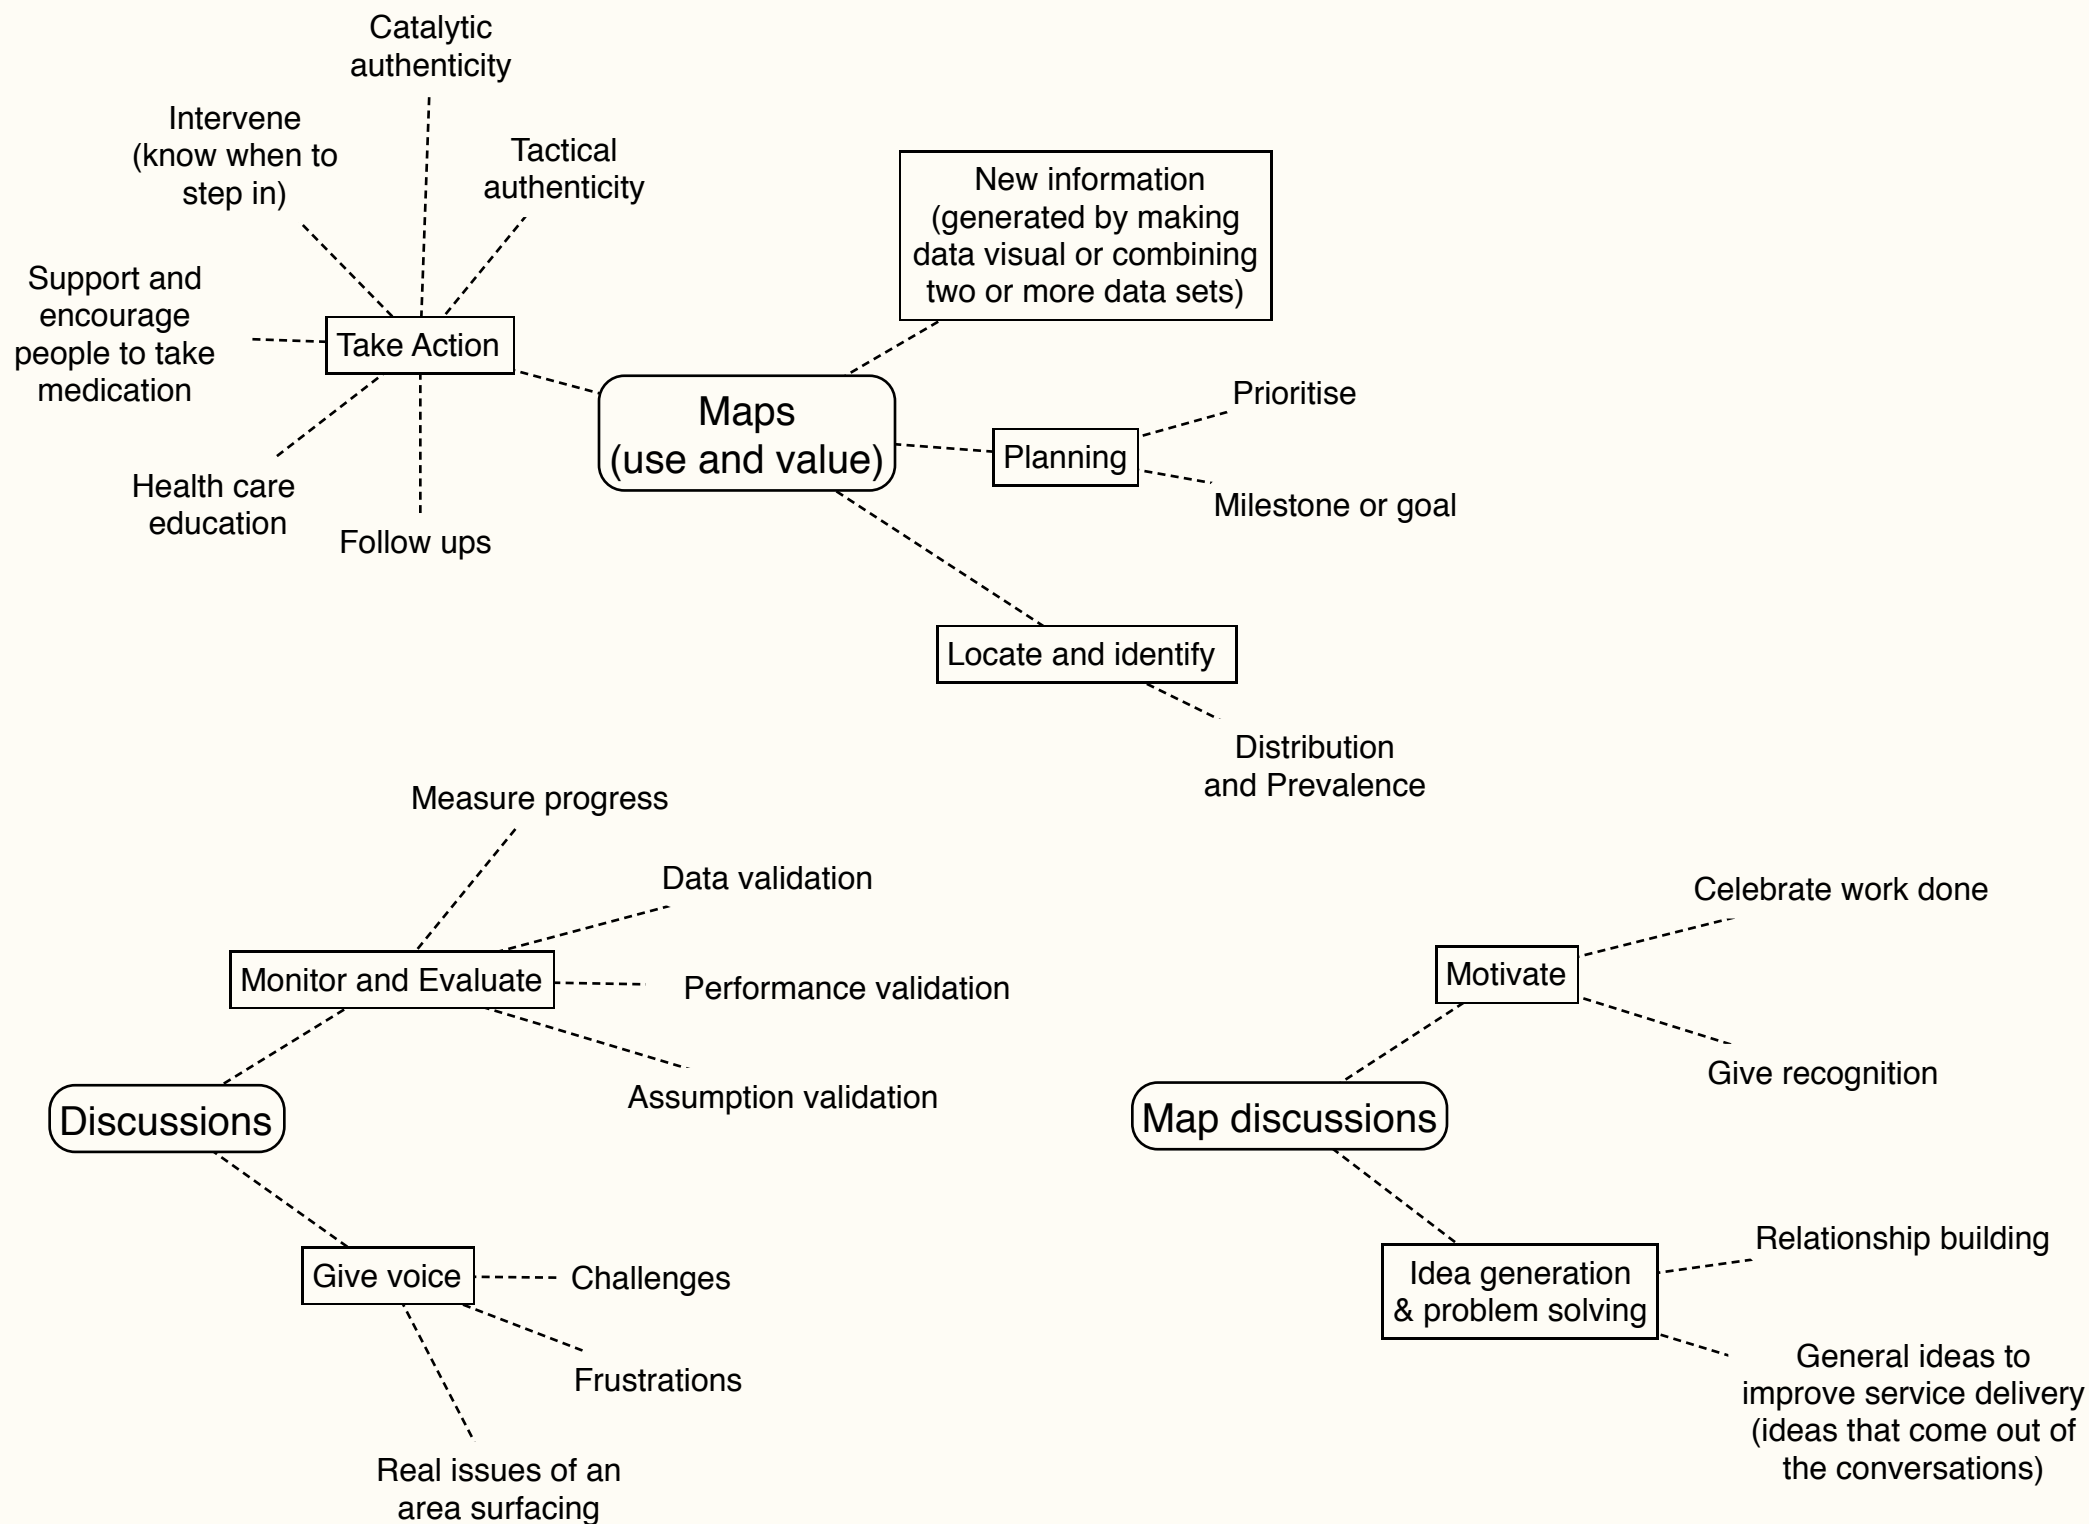 Catalytic
authenticity
Intervene
(know when to
step in)
Tactical
authenticity
Support and
encourage
people to take
medication
Take Action
Health care
education
Follow ups
Maps
(use and value)
New information
(generated by making
data visual or combining
two or more data sets)
Planning
Prioritise
Milestone or goal
Locate and identify
Distribution
and Prevalence
Measure progress
Data validation
Monitor and Evaluate
Performance validation
Assumption validation
Discussions
Give voice
Challenges
Frustrations
Real issues of an
area surfacing
Celebrate work done
Motivate
Give recognition
Map discussions
Idea generation
& problem solving
Relationship building
General ideas to
improve service delivery
(ideas that come out of
the conversations)